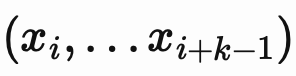 (x_i, ... x_{i+k−1})